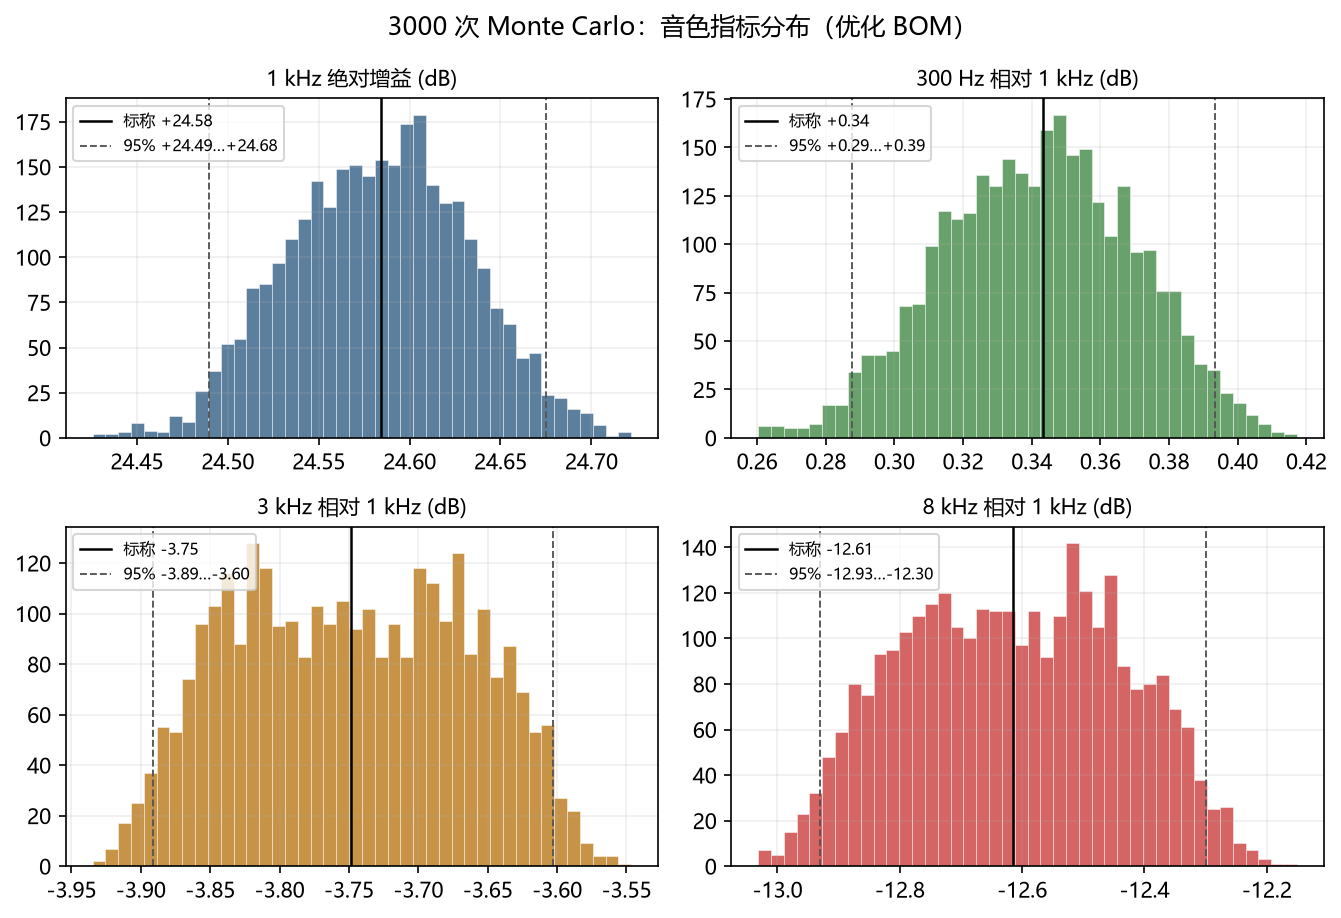 3000 次 Monte Carlo：音色指标分布（优化 BOM）
1 kHz 绝对增益 (dB)
标称 +24.58
95% +24.49...+24.68
175
150
125
100
75
50
25
0
24.45 24.50 24.55 24.60 24.65 24.70
300 Hz 相对 1 kHz (dB)
标称 +0.34
95% +0.29...+0.39
175
150
125
100
75
50
25
0
0.26 0.28 0.30 0.32 0.34 0.36 0.38 0.40 0.42
3 kHz 相对 1 kHz (dB)
标称 -3.75
95% -3.89...-3.60
120
100
80
60
40
20
0
-3.95 -3.90 -3.85 -3.80 -3.75 -3.70 -3.65 -3.60 -3.55
8 kHz 相对 1 kHz (dB)
标称 -12.61
95% -12.93...-12.30
140
120
100
80
60
40
20
0
-13.0 -12.8 -12.6 -12.4 -12.2